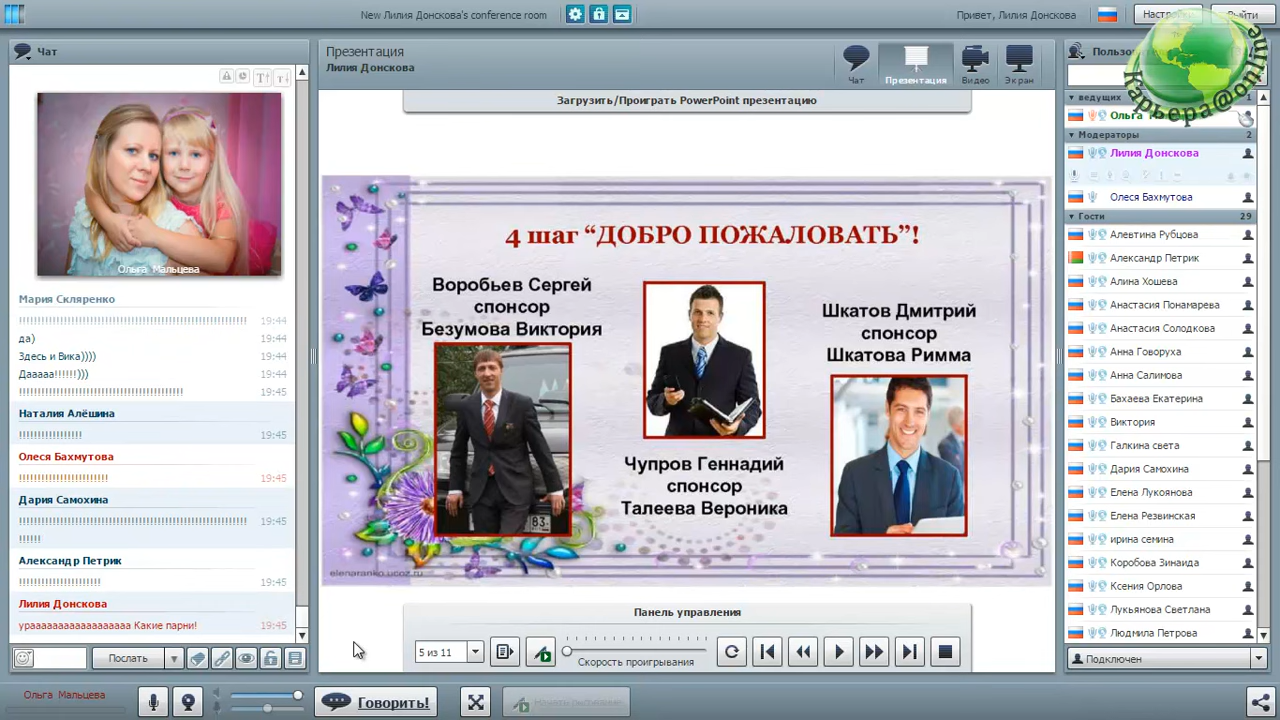 New Лилия Донскова's conference room
Привет, Лилия Донскова
Выйти
Карьера@online
Чат
Ольга Мальцева
Мария Скляренко
!!!!!!!!!!!!!!!!!!!!!!!!!!!!!!!!!!!!!!!!!!!!!!!!!!!!!!!!! 19:44
да) 19:44
Здесь и Вика)))) 19:44
Дааааа!!!!!!))) 19:44
!!!!!!!!!!!!!!!!!!!!!!!!!!!!!!!!!!!!!!!!! 19:45
Наталия Алёшина
!!!!!!!!!!!!!!!! 19:45
Олеся Бахмутова
!!!!!!!!!!!!!!!!!!!!!!! 19:45
Дария Самохина
!!!!!!!!!!!!!!!!!!!!!!!!!!!!!!!!!!!!!!!!!!!!!!!!!!!!!!!!! 19:45
!!!!!!
Александр Петрик
!!!!!!!!!!!!!!!!!!!!! 19:45
Лилия Донскова
ураааааааааааааааааа Какие парни! 19:45
Послать
Презентация
Лилия Донскова
Чат
Презентация
Видео
Экран
Загрузить/Проиграть PowerPoint презентацию
4 шаг “ДОБРО ПОЖАЛОВАТЬ”!
Воробьев Сергей
спонсор
Безумова Виктория
83
Чупров Геннадий
спонсор
Талеева Вероника
Шкатов Дмитрий
спонсор
Шкатова Римма
elenaranko.ucoz.ru
Панель управления
5 из 11
Скорость проигрывания
ведущих 1
Ольга
Модераторы 2
Лилия Донскова
Олеся Бахмутова
Гости 29
Алевтина Рубцова
Александр Петрик
Алина Хошева
Анастасия Понамарева
Анастасия Солодкова
Анна Говоруха
Анна Салимова
Бахаева Екатерина
Виктория
Галкина света
Дария Самохина
Елена Лукоянова
Елена Резвинская
ирина семина
Коробова Зинаида
Ксения Орлова
Лукьянова Светлана
Людмила Петрова
Подключен
Ольга Мальцева
Говорить!